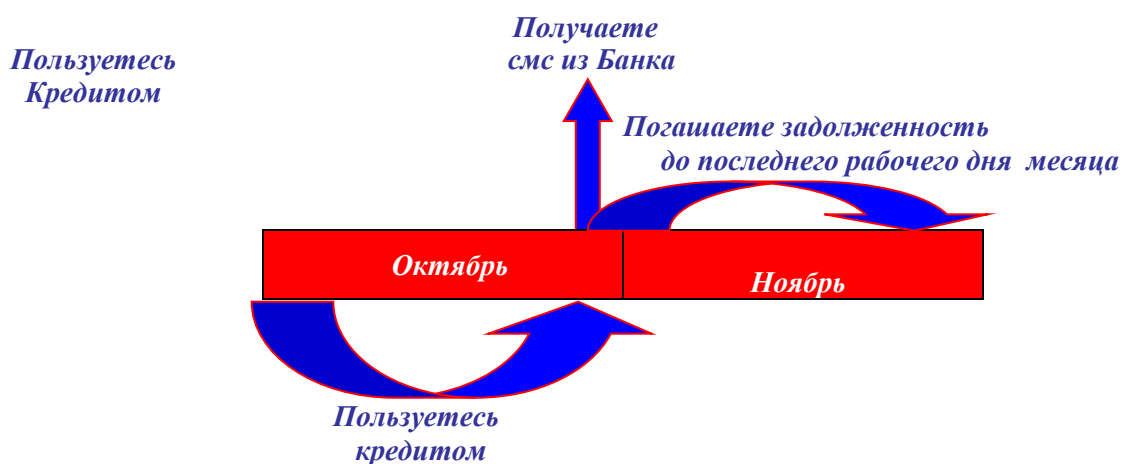 Получаете
смс из Банка
Пользуетесь
Кредитом
Погашаете задолженность
до последнего рабочего дня месяца
Октябрь
Ноябрь
Пользуетесь
кредитом